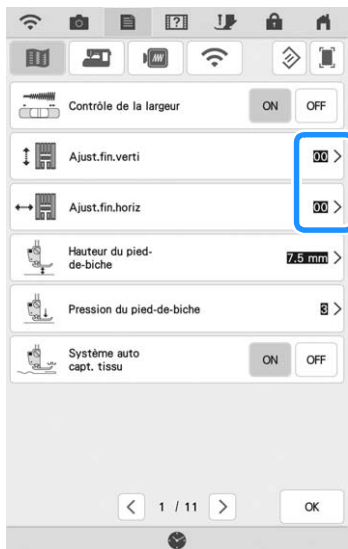 Contrôle de la largeur
ON
OFF
Ajust.fin.verti
00
Ajust.fin.horiz
00
Hauteur du pied-
de-biche
7.5 mm
Pression du pied-de-biche
3
Système auto
capt. tissu
ON
OFF
1 / 11
OK